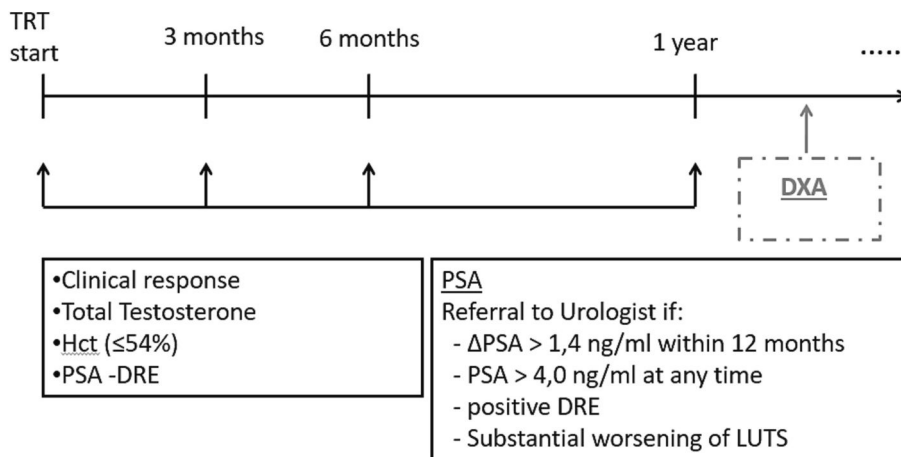 TRT
start
3 months
6 months
1 year
......
DXA
•Clinical response
•Total Testosterone
•Hct (≤54%)
•PSA -DRE
PSA
Referral to Urologist if:
- ΔPSA > 1,4 ng/ml within 12 months
- PSA > 4,0 ng/ml at any time
- positive DRE
- Substantial worsening of LUTS